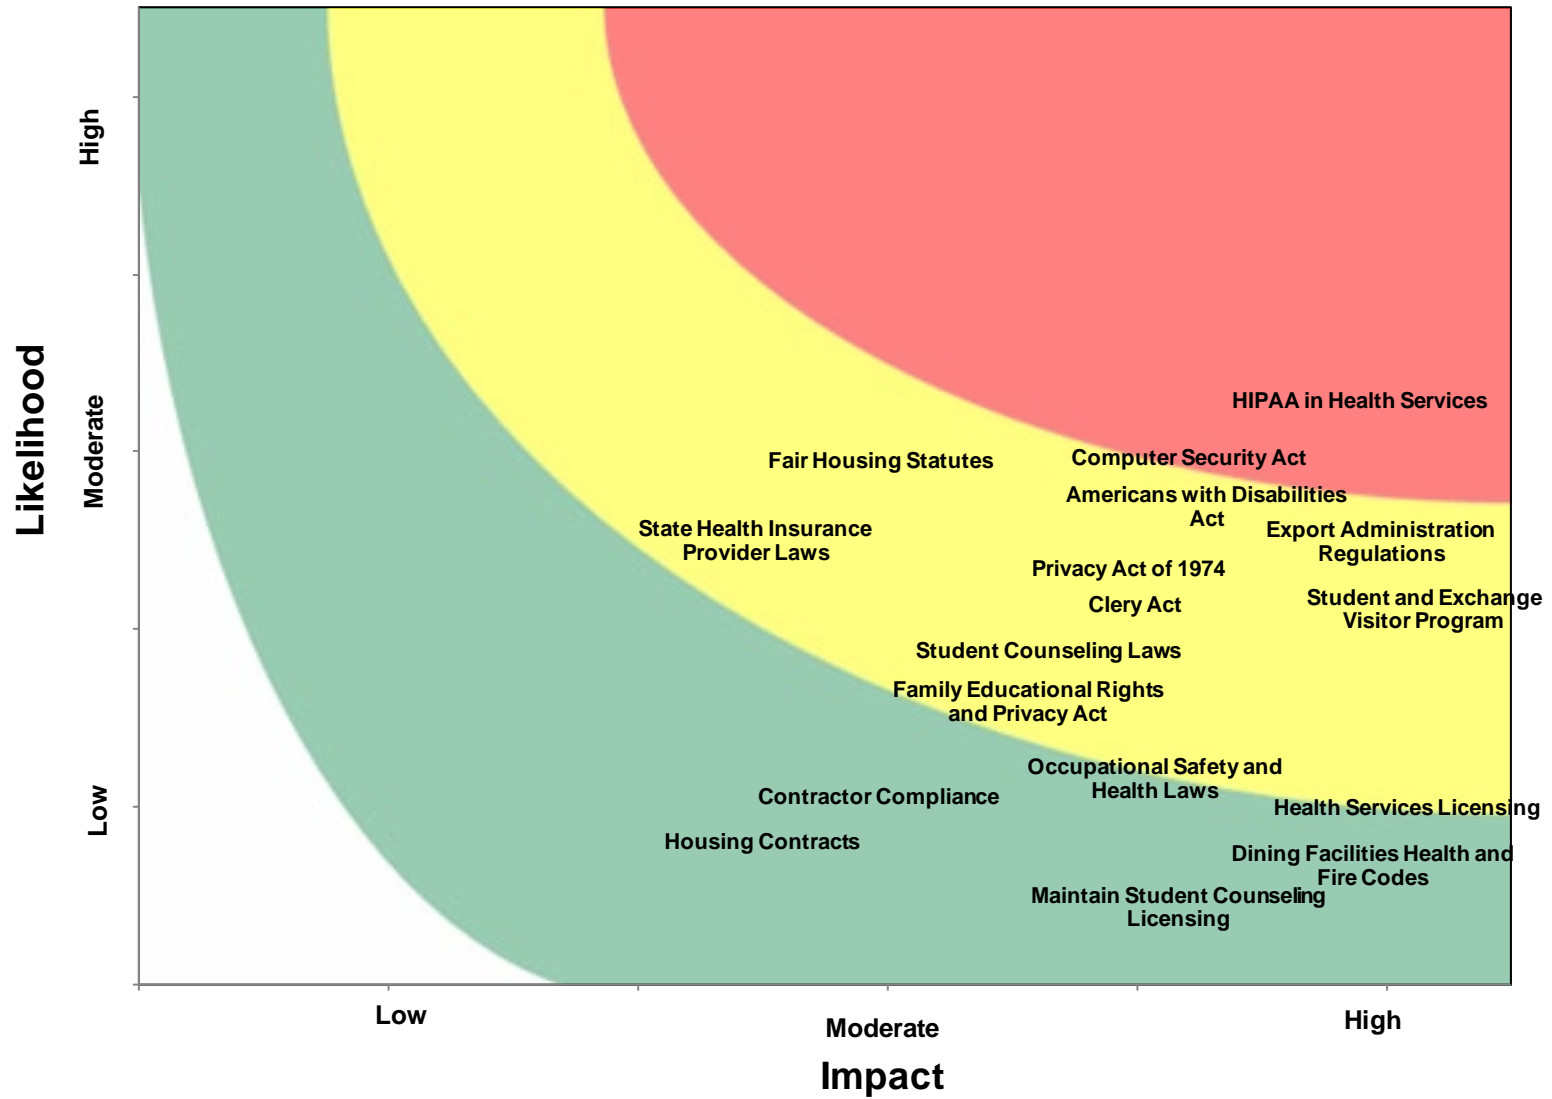 High
Moderate
Low
Likelihood
HIPAA in Health Services
Fair Housing Statutes
Computer Security Act
Americans with Disabilities
Act
State Health Insurance
Provider Laws
Export Administration
Regulations
Privacy Act of 1974
Clery Act
Student and Exchange
Visitor Program
Student Counseling Laws
Family Educational Rights
and Privacy Act
Occupational Safety and
Health Laws
Contractor Compliance
Health Services Licensing
Housing Contracts
Dining Facilities Health and
Fire Codes
Maintain Student Counseling
Licensing
Low
Moderate
High
Impact